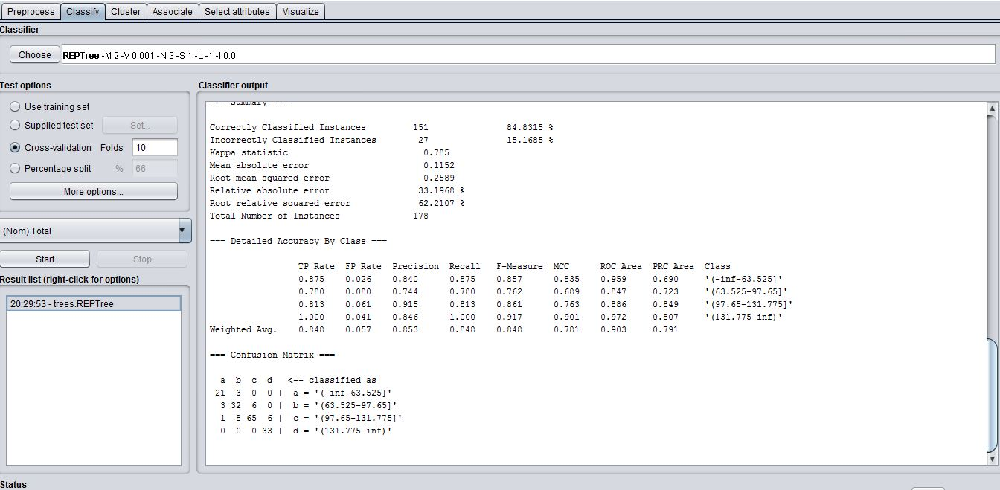 Preprocess Classify Cluster Associate Select attributes Visualize
Classifier
Choose REPTree -M 2 -V 0.001 -N 3 -S 1 -L -1 -I 0.0
Test options
Use training set
Supplied test set Set...
Cross-validation Folds 10
Percentage split % 66
More options...
(Nom) Total
Start Stop
Result list (right-click for options)
20:29:53 - trees.REPTree
Classifier output
=== Summary ===
Correctly Classified Instances 151 84.8315 %
Incorrectly Classified Instances 27 15.1685 %
Kappa statistic 0.785
Mean absolute error 0.1152
Root mean squared error 0.2589
Relative absolute error 33.1968 %
Root relative squared error 62.2107 %
Total Number of Instances 178
=== Detailed Accuracy By Class ===
TP Rate FP Rate Precision Recall F-Measure MCC ROC Area PRC Area Class
0.875 0.026 0.840 0.875 0.857 0.835 0.959 0.690 '(-inf-63.525]'
0.780 0.080 0.744 0.780 0.762 0.689 0.847 0.723 '(63.525-97.65]'
0.813 0.061 0.915 0.813 0.861 0.763 0.886 0.849 '(97.65-131.775]'
1.000 0.041 0.846 1.000 0.917 0.901 0.972 0.807 '(131.775-inf)'
Weighted Avg. 0.848 0.057 0.853 0.848 0.848 0.781 0.903 0.791
=== Confusion Matrix ===
a b c d <-- classified as
21 3 0 0 | a = '(-inf-63.525]'
3 32 6 0 | b = '(63.525-97.65]'
1 8 65 6 | c = '(97.65-131.775]'
0 0 0 33 | d = '(131.775-inf)'
Status